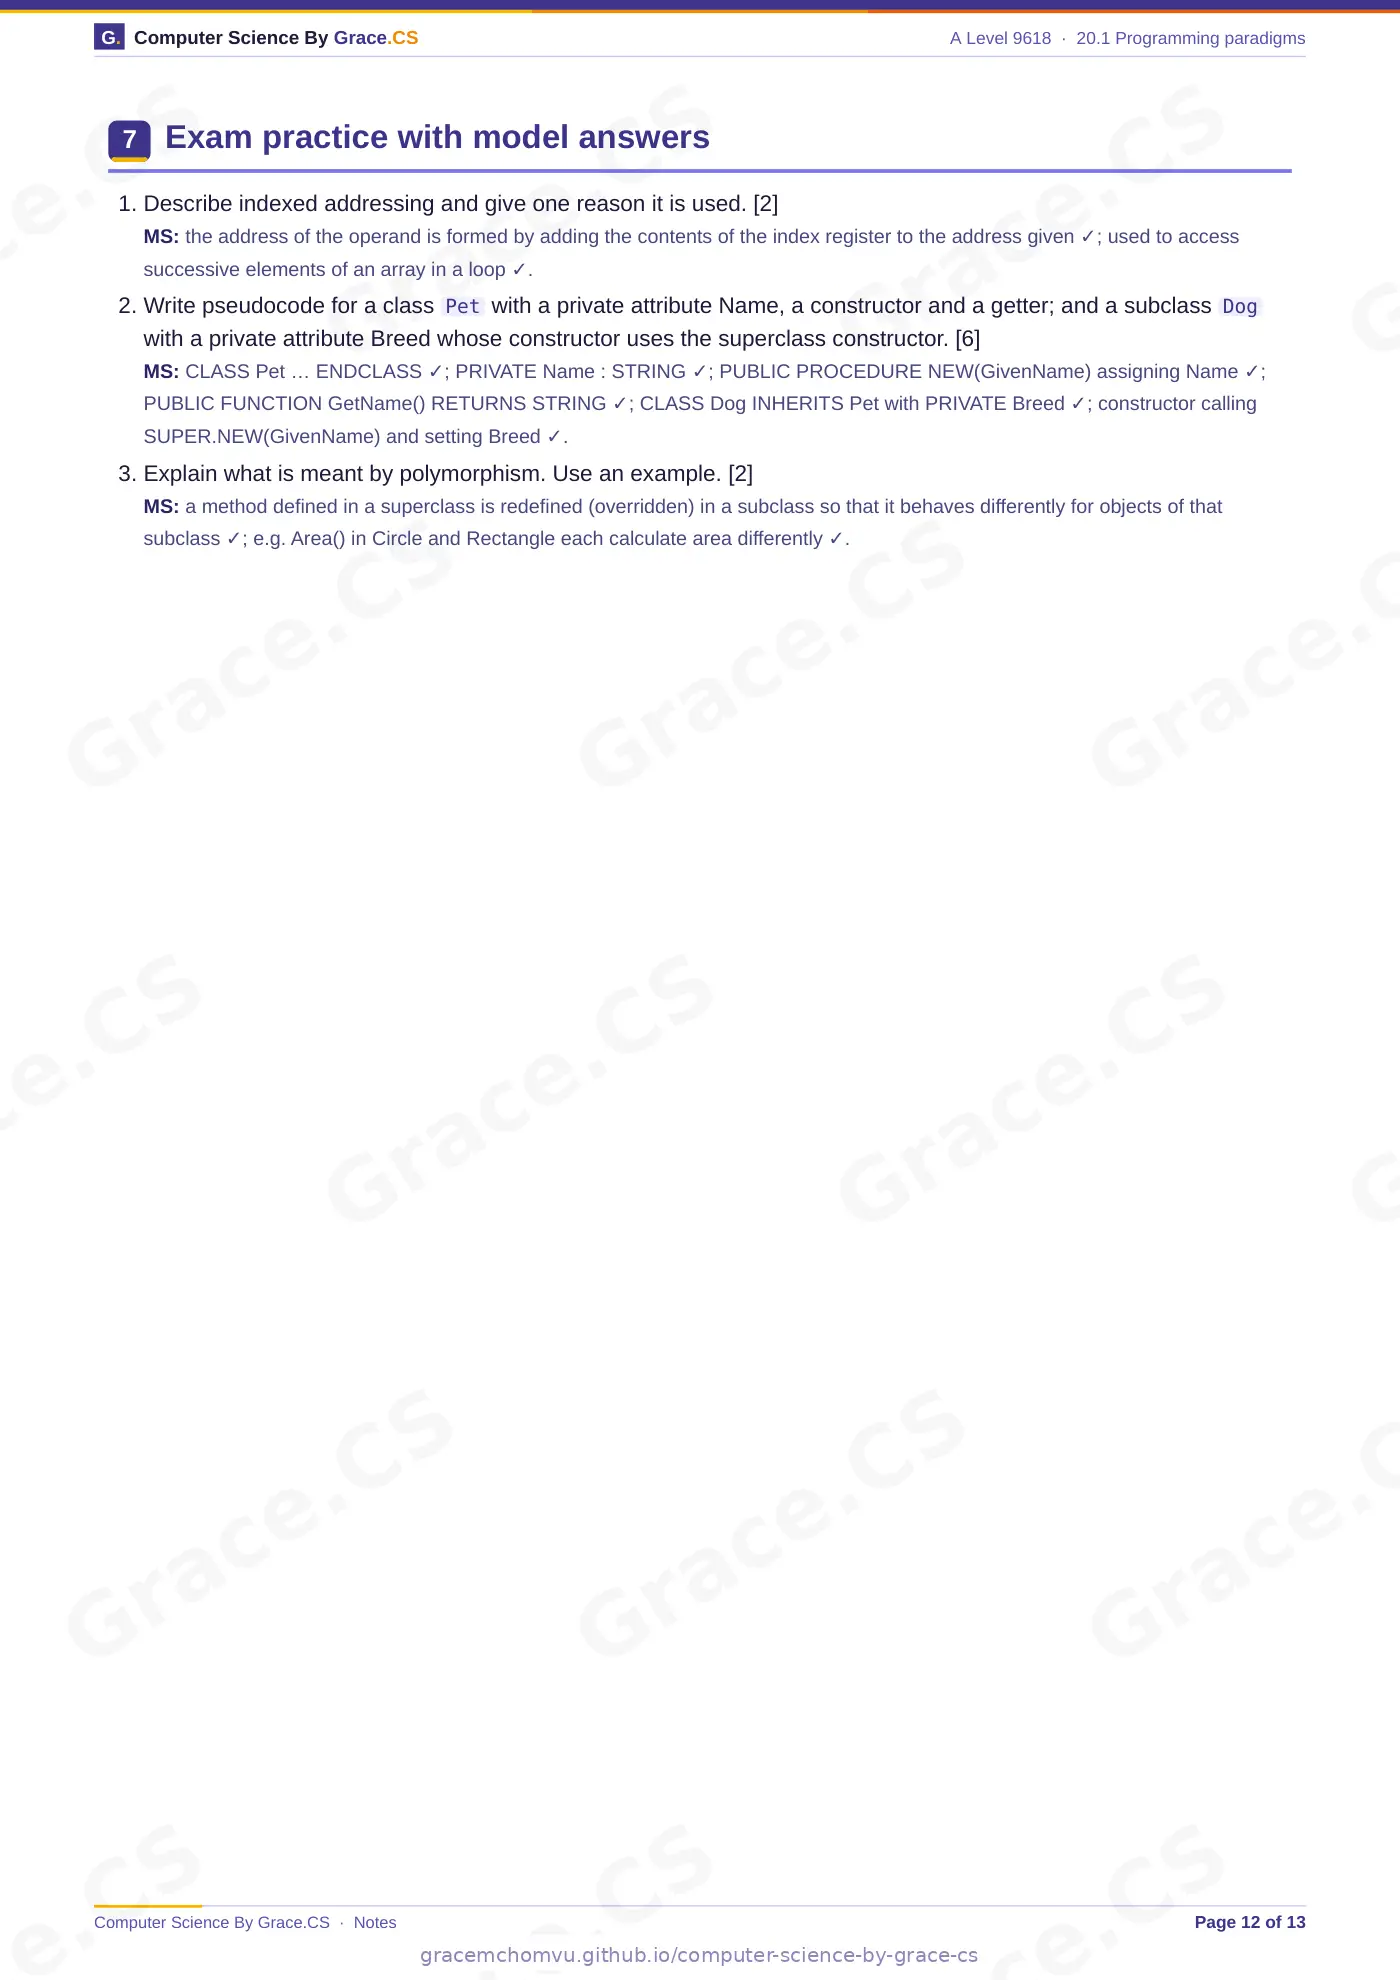 G. Computer Science By Grace.CS
A Level 9618 · 20.1 Programming paradigms
7 Exam practice with model answers
1. Describe indexed addressing and give one reason it is used. [2]
MS: the address of the operand is formed by adding the contents of the index register to the address given ✓; used to access
successive elements of an array in a loop ✓.
2. Write pseudocode for a class Pet with a private attribute Name, a constructor and a getter; and a subclass Dog
with a private attribute Breed whose constructor uses the superclass constructor. [6]
MS: CLASS Pet … ENDCLASS ✓; PRIVATE Name : STRING ✓; PUBLIC PROCEDURE NEW(GivenName) assigning Name ✓;
PUBLIC FUNCTION GetName() RETURNS STRING ✓; CLASS Dog INHERITS Pet with PRIVATE Breed ✓; constructor calling
SUPER.NEW(GivenName) and setting Breed ✓.
3. Explain what is meant by polymorphism. Use an example. [2]
MS: a method defined in a superclass is redefined (overridden) in a subclass so that it behaves differently for objects of that
subclass ✓; e.g. Area() in Circle and Rectangle each calculate area differently ✓.
Computer Science By Grace.CS · Notes
Page 12 of 13
gracemchomvu.github.io/computer-science-by-grace-cs